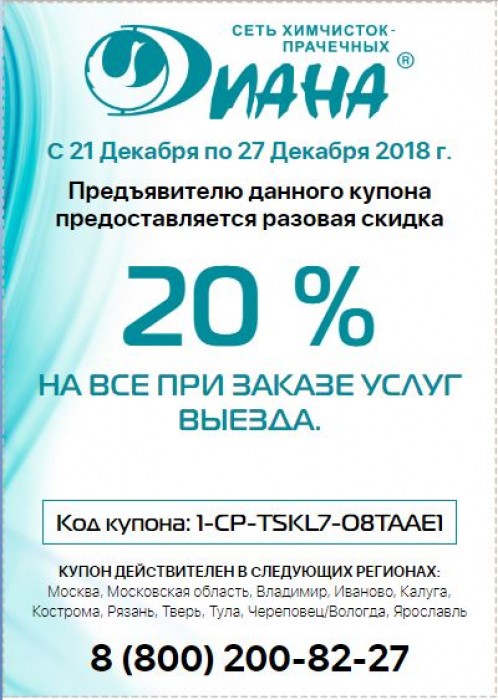 СЕТЬ ХИМЧИСТОК-
ПРАЧЕЧНЫХ
ДИАНА®
С 21 Декабря по 27 Декабря 2018 г.
Предъявителю данного купона
предоставляется разовая скидка
20 %
НА ВСЕ ПРИ ЗАКАЗЕ УСЛУГ
ВЫЕЗДА.
Код купона: 1-CP-TSKL7-O8TAAE1
КУПОН ДЕЙСТВИТЕЛЕН В СЛЕДУЮЩИХ РЕГИОНАХ:
Москва, Московская область, Владимир, Иваново, Калуга,
Кострома, Рязань, Тверь, Тула, Череповец/Вологда, Ярославль
8 (800) 200-82-27